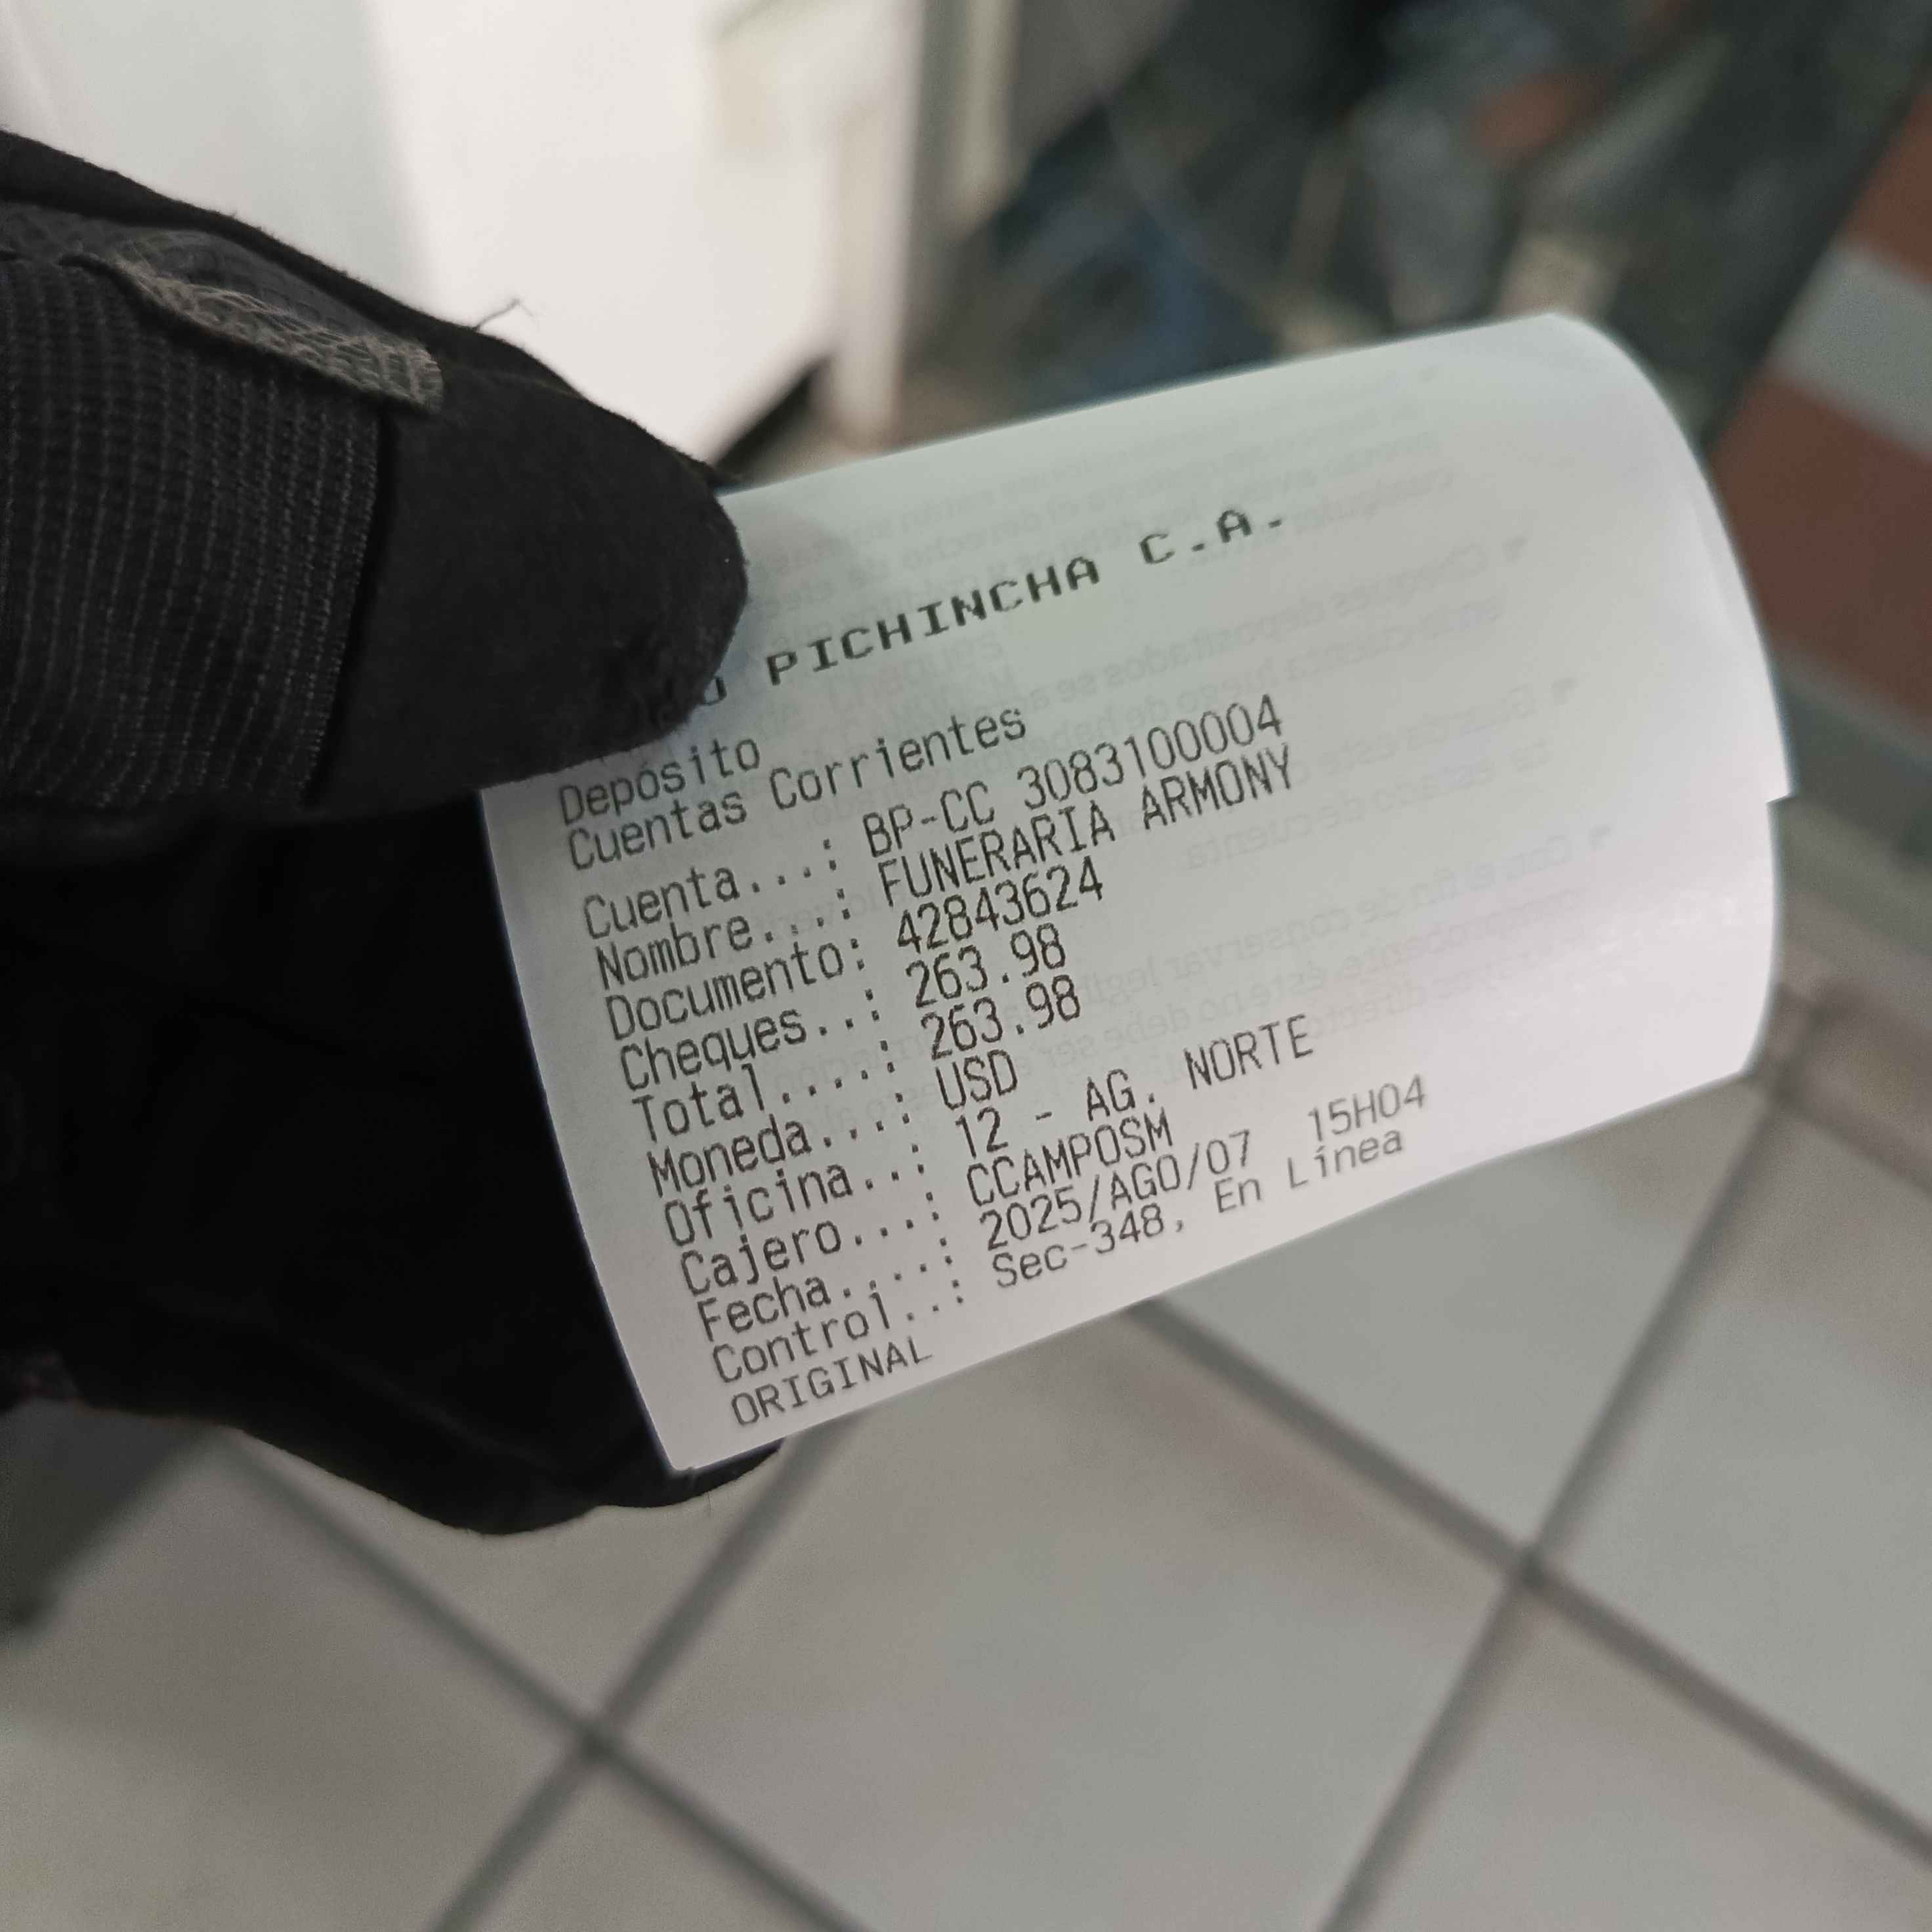 PICHINCHA C.A.
Depósito
Cuentas Corrientes
Cuenta...: BP-CC 3083100004
Nombre...: FUNERARIA ARMONY
Documento: 42843624
Cheques..: 263.98
Total....: 263.98
Moneda...: USD
Oficina..: 12 - AG. NORTE
Cajero...: CCAMPOSM
Fecha....: 2025/AGO/07 15H04
Control..: Sec-348, En Línea
ORIGINAL